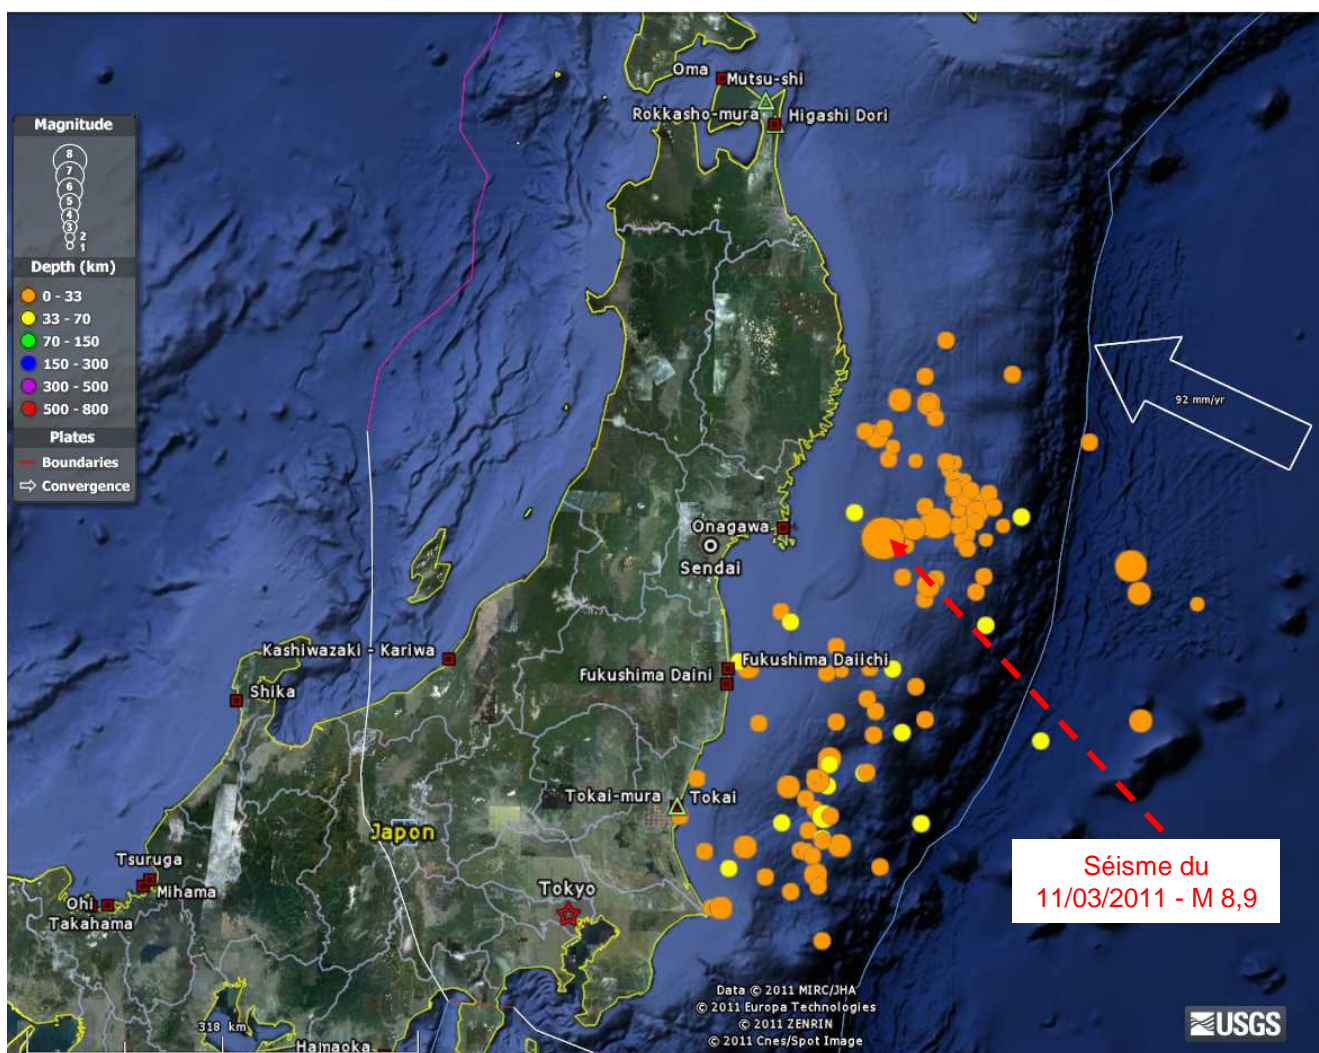 Oma
Mutsu-shi
Rokkasho-mura
Higashi Dori
Magnitude
8
7
6
5
4
3
2
1
Depth (km)
0 - 33
33 - 70
70 - 150
150 - 300
300 - 500
500 - 800
Plates
Boundaries
Convergence
92 mm/yr
Onagawa
Sendai
Kashiwazaki - Kariwa
Fukushima Daiichi
Fukushima Daini
Shika
Tokai-mura
Tokai
Japon
Tsuruga
Mihama
Ohi
Takahama
Tokyo
Séisme du
11/03/2011 - M 8,9
Data © 2011 MIRC/JHA
© 2011 Europa Technologies
© 2011 ZENRIN
© 2011 Cnes/Spot Image
318 km
Hamaoka
USGS